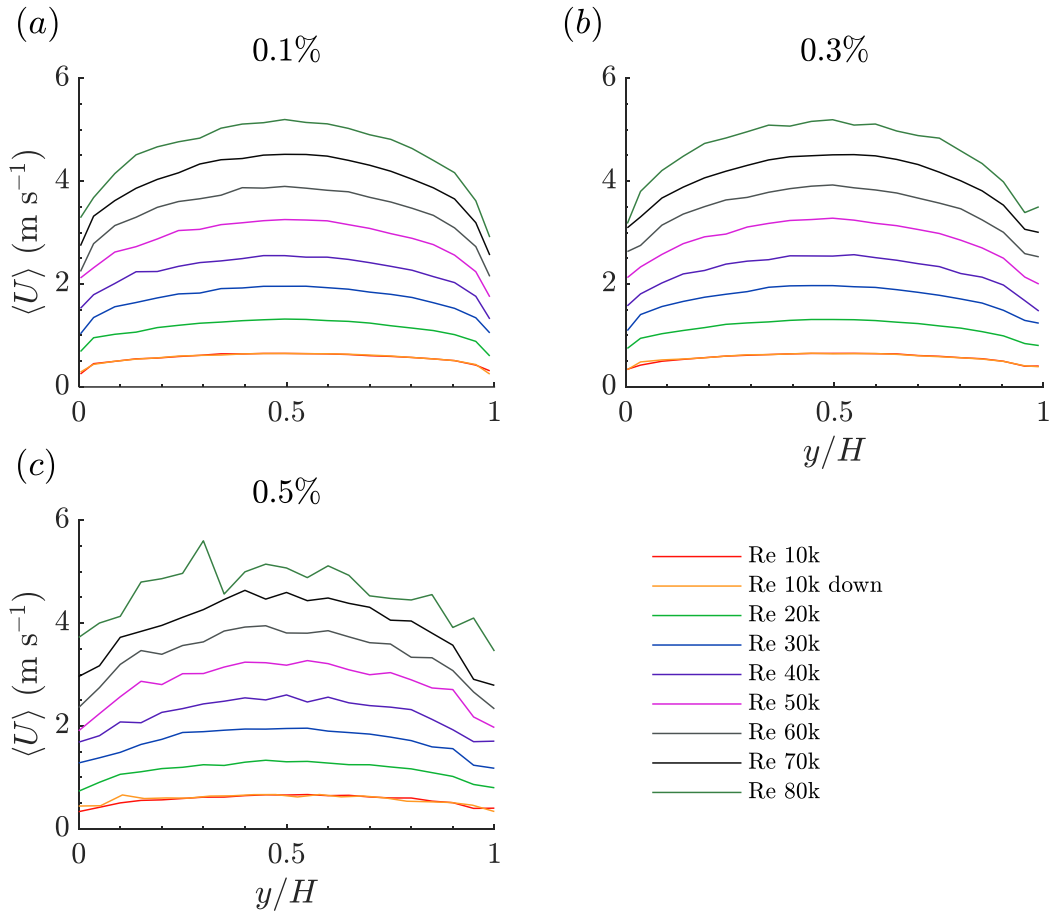 (a)
0.1%
6
4
2
0
⟨U⟩ (m s⁻¹)
0 0.5 1
(b)
0.3%
6
4
2
0
0 0.5 1
y/H
(c)
0.5%
6
4
2
0
⟨U⟩ (m s⁻¹)
0 0.5 1
y/H
Re 10k
Re 10k down
Re 20k
Re 30k
Re 40k
Re 50k
Re 60k
Re 70k
Re 80k